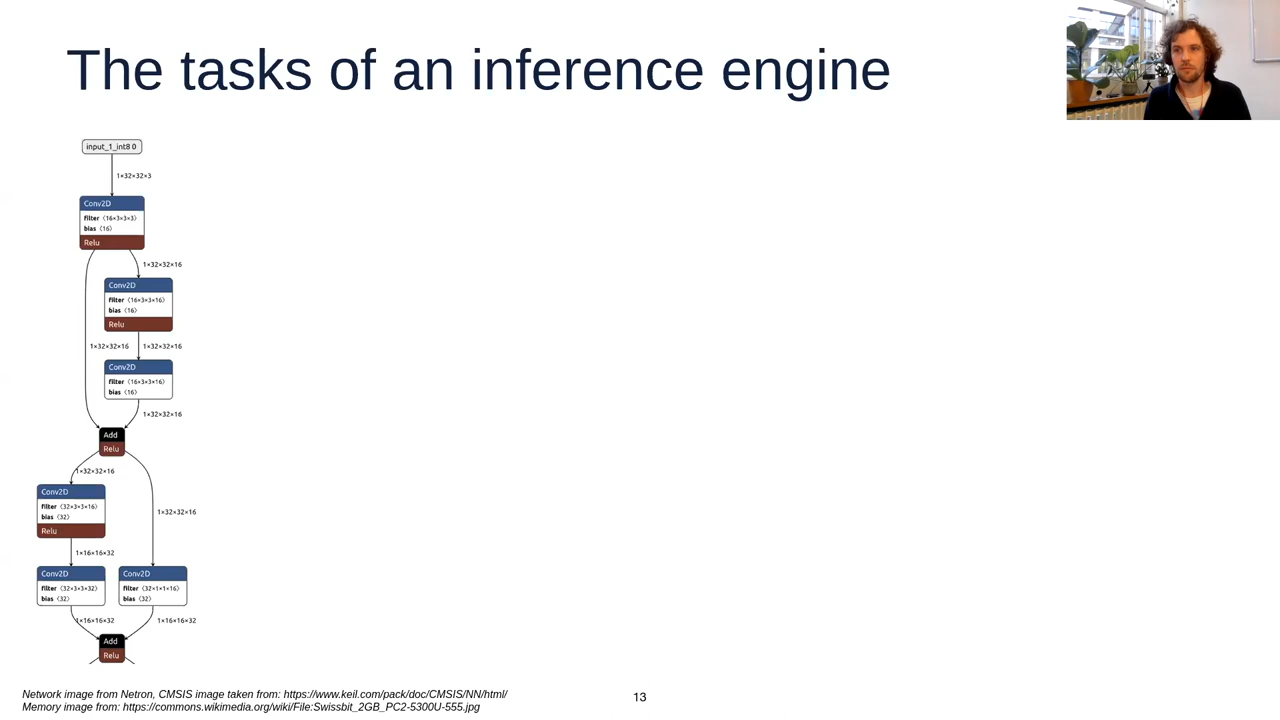 The tasks of an inference engine
input_1_int8 0
1×32×32×3
Conv2D
filter ⟨16×3×3×3⟩
bias ⟨16⟩
Relu
1×32×32×16
Conv2D
filter ⟨16×3×3×16⟩
bias ⟨16⟩
Relu
1×32×32×16 1×32×32×16
Conv2D
filter ⟨16×3×3×16⟩
bias ⟨16⟩
1×32×32×16
Add
Relu
1×32×32×16
Conv2D
filter ⟨32×3×3×16⟩
bias ⟨32⟩
Relu
1×32×32×16
1×16×16×32
Conv2D
filter ⟨32×3×3×32⟩
bias ⟨32⟩
Conv2D
filter ⟨32×1×1×16⟩
bias ⟨32⟩
1×16×16×32 1×16×16×32
Add
Relu
Network image from Netron, CMSIS image taken from: https://www.keil.com/pack/doc/CMSIS/NN/html/
Memory image from: https://commons.wikimedia.org/wiki/File:Swissbit_2GB_PC2-5300U-555.jpg
13